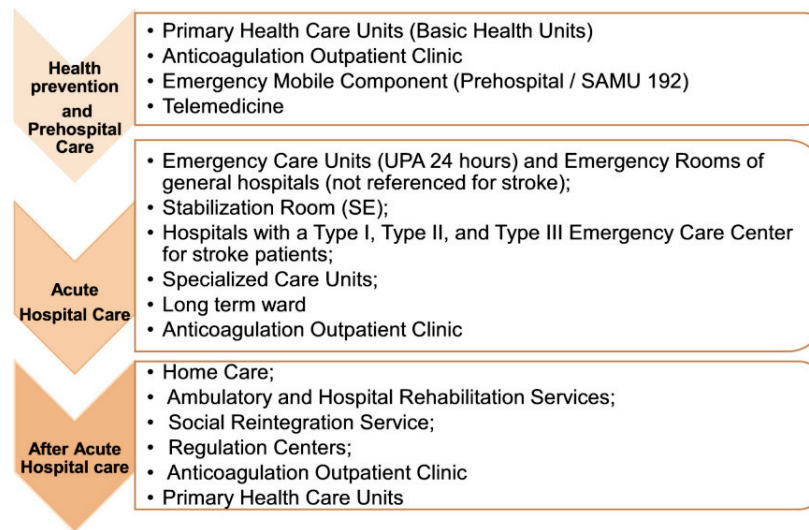 Health
prevention
and
Prehospital
Care
• Primary Health Care Units (Basic Health Units)
• Anticoagulation Outpatient Clinic
• Emergency Mobile Component (Prehospital / SAMU 192)
• Telemedicine
Acute
Hospital Care
• Emergency Care Units (UPA 24 hours) and Emergency Rooms of
general hospitals (not referenced for stroke);
• Stabilization Room (SE);
• Hospitals with a Type I, Type II, and Type III Emergency Care Center
for stroke patients;
• Specialized Care Units;
• Long term ward
• Anticoagulation Outpatient Clinic
After Acute
Hospital care
• Home Care;
• Ambulatory and Hospital Rehabilitation Services;
• Social Reintegration Service;
• Regulation Centers;
• Anticoagulation Outpatient Clinic
• Primary Health Care Units